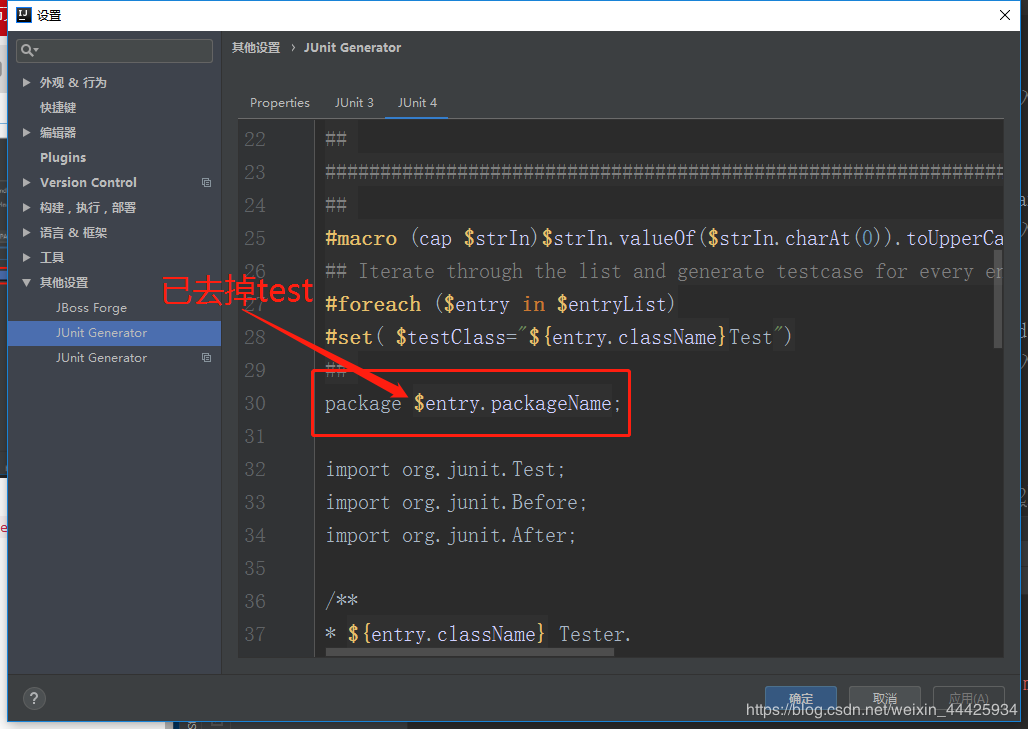 设置
其他设置 › JUnit Generator
外观 & 行为
快捷键
编辑器
Plugins
Version Control
构建 , 执行 , 部署
语言 & 框架
工具
其他设置
JBoss Forge
JUnit Generator
JUnit Generator
Properties JUnit 3 JUnit 4
22 ##
23 ##############################################################
24 ##
25 #macro (cap $strIn)$strIn.valueOf($strIn.charAt(0)).toUpperCa
26 ## Iterate through the list and generate testcase for every en
27 #foreach ($entry in $entryList)
28 #set( $testClass="${entry.className}Test")
29 ##
30 package $entry.packageName;
31
32 import org.junit.Test;
33 import org.junit.Before;
34 import org.junit.After;
35
36 /**
37 * ${entry.className} Tester.
已去掉test
?
确定 取消 应用(A)
https://blog.csdn.net/weixin_44425934